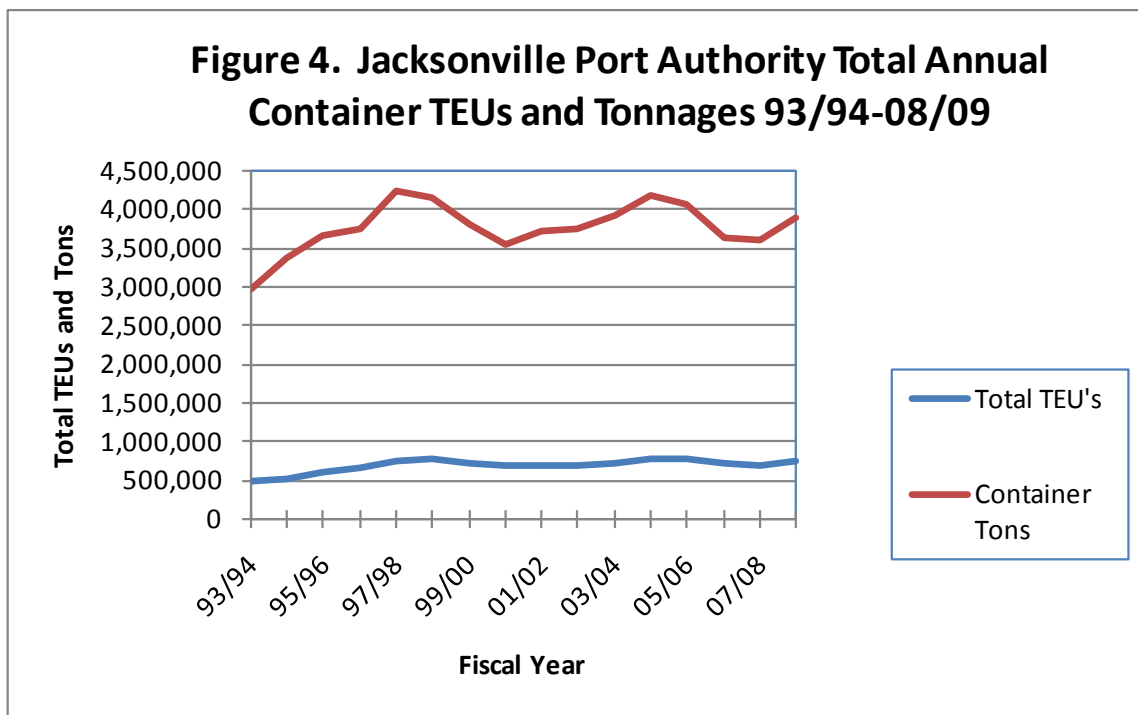 Figure 4.  Jacksonville Port Authority Total Annual
Container TEUs and Tonnages 93/94-08/09
Total TEUs and Tons
4,500,000
4,000,000
3,500,000
3,000,000
2,500,000
2,000,000
1,500,000
1,000,000
500,000
0
93/94
95/96
97/98
99/00
01/02
03/04
05/06
07/08
Fiscal Year
Total TEU's
Container
Tons